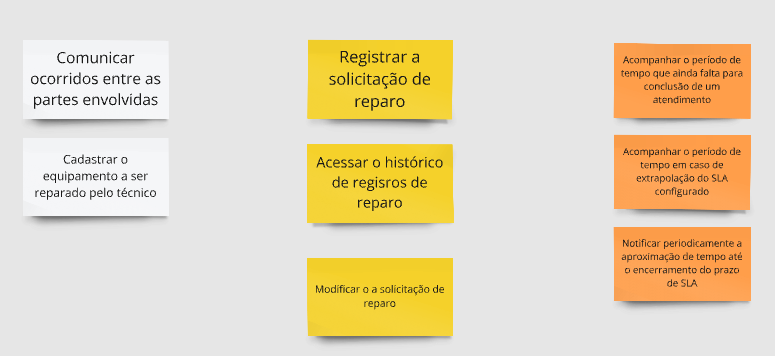 Comunicar
ocorridos entre as
partes envolvidas
Cadastrar o
equipamento a ser
reparado pelo técnico
Registrar a
solicitação de
reparo
Acessar o histórico
de regisros de
reparo
Modificar o a solicitação de
reparo
Acompanhar o período de
tempo que ainda falta para
conclusão de um
atendimento
Acompanhar o período de
tempo em caso de
extrapolação do SLA
configurado
Notificar periodicamente a
aproximação de tempo até
o encerramento do prazo
de SLA